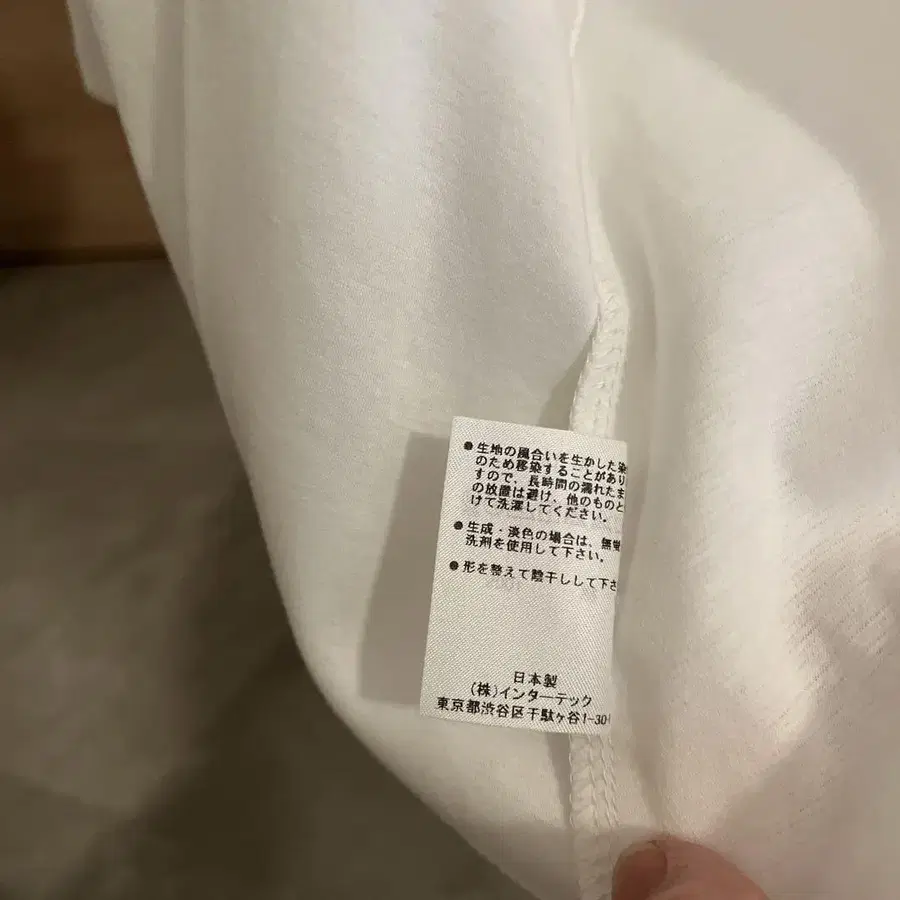 ● 生地の風合いを生かした染
のため移染することがあり
すので、長時間の濡れたま
の放置は避け、他のものと
けて洗濯してください。
● 生成・淡色の場合は、無蛍
洗剤を使用して下さい。
● 形を整えて陰干しして下さ
日本製
(株)インターテック
東京都渋谷区千駄ヶ谷1-30-